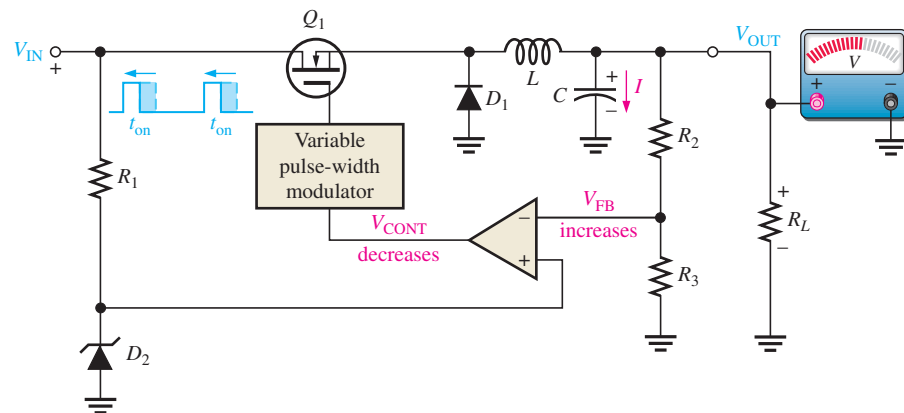 Q1
VIN
+
ton
ton
L
D1
C
+
−
I
VOUT
V
+
−
Variable
pulse-width
modulator
R1
R2
VCONT
decreases
−
+
VFB
increases
R3
+
RL
−
D2